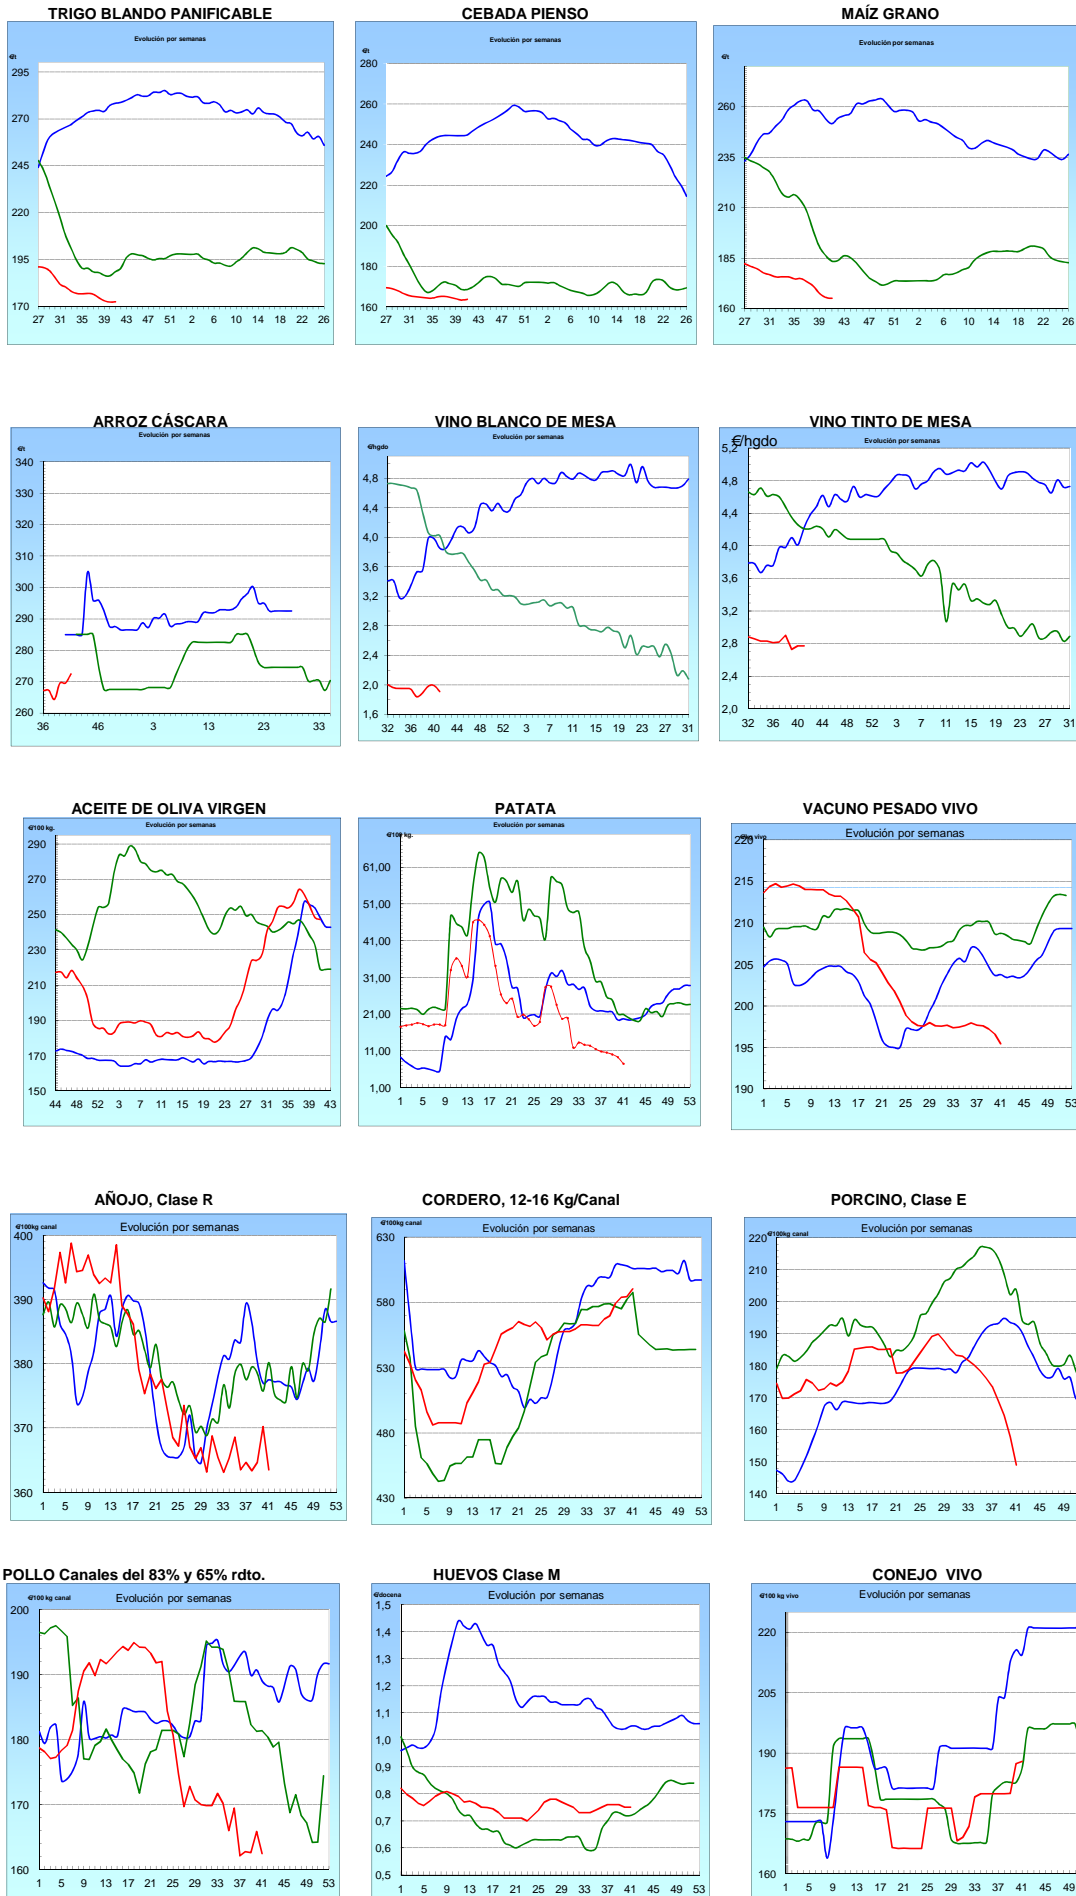 TRIGO BLANDO PANIFICABLE
Evolución por semanas
€/t
295
270
245
220
195
170
27 31 35 39 43 47 51 2 6 10 14 18 22 26
CEBADA PIENSO
Evolución por semanas
€/t
280
260
240
220
200
180
160
27 31 35 39 43 47 51 2 6 10 14 18 22 26
MAÍZ GRANO
Evolución por semanas
€/t
260
235
210
185
160
27 31 35 39 43 47 51 2 6 10 14 18 22 26
ARROZ CÁSCARA
Evolución por semanas
€/t
340
330
320
310
300
290
280
270
260
36 46 3 13 23 33
VINO BLANCO DE MESA
Evolución por semanas
€/hgdo
4,8
4,4
4,0
3,6
3,2
2,8
2,4
2,0
1,6
32 36 40 44 48 52 3 7 11 15 19 23 27 31
VINO TINTO DE MESA
Evolución por semanas
€/hgdo
5,2
4,8
4,4
4,0
3,6
3,2
2,8
2,4
2,0
32 36 40 44 48 52 3 7 11 15 19 23 27 31
ACEITE DE OLIVA VIRGEN
Evolución por semanas
€/100 kg.
290
270
250
230
210
190
170
150
44 48 52 3 7 11 15 19 23 27 31 35 39 43
PATATA
Evolución por semanas
€/100 kg.
61,00
51,00
41,00
31,00
21,00
11,00
1,00
1 5 9 13 17 21 25 29 33 37 41 45 49 53
VACUNO PESADO VIVO
Evolución por semanas
220
215
210
205
200
195
190
1 5 9 13 17 21 25 29 33 37 41 45 49 53
AÑOJO, Clase R
Evolución por semanas
€/100kg canal
400
390
380
370
360
1 5 9 13 17 21 25 29 33 37 41 45 49 53
CORDERO, 12-16 Kg/Canal
Evolución por semanas
€/100kg canal
630
580
530
480
430
1 5 9 13 17 21 25 29 33 37 41 45 49 53
PORCINO, Clase E
Evolución por semanas
€/100kg canal
220
210
200
190
180
170
160
150
140
1 5 9 13 17 21 25 29 33 37 41 45 49 53
POLLO Canales del 83% y 65% rdto.
Evolución por semanas
€/100 kg canal
200
190
180
170
160
1 5 9 13 17 21 25 29 33 37 41 45 49 53
HUEVOS Clase M
Evolución por semanas
€/docena
1,5
1,4
1,3
1,2
1,1
1,0
0,9
0,8
0,7
0,6
0,5
1 5 9 13 17 21 25 29 33 37 41 45 49 53
CONEJO VIVO
Evolución por semanas
€/100 kg vivo
220
205
190
175
160
1 5 9 13 17 21 25 29 33 37 41 45 49